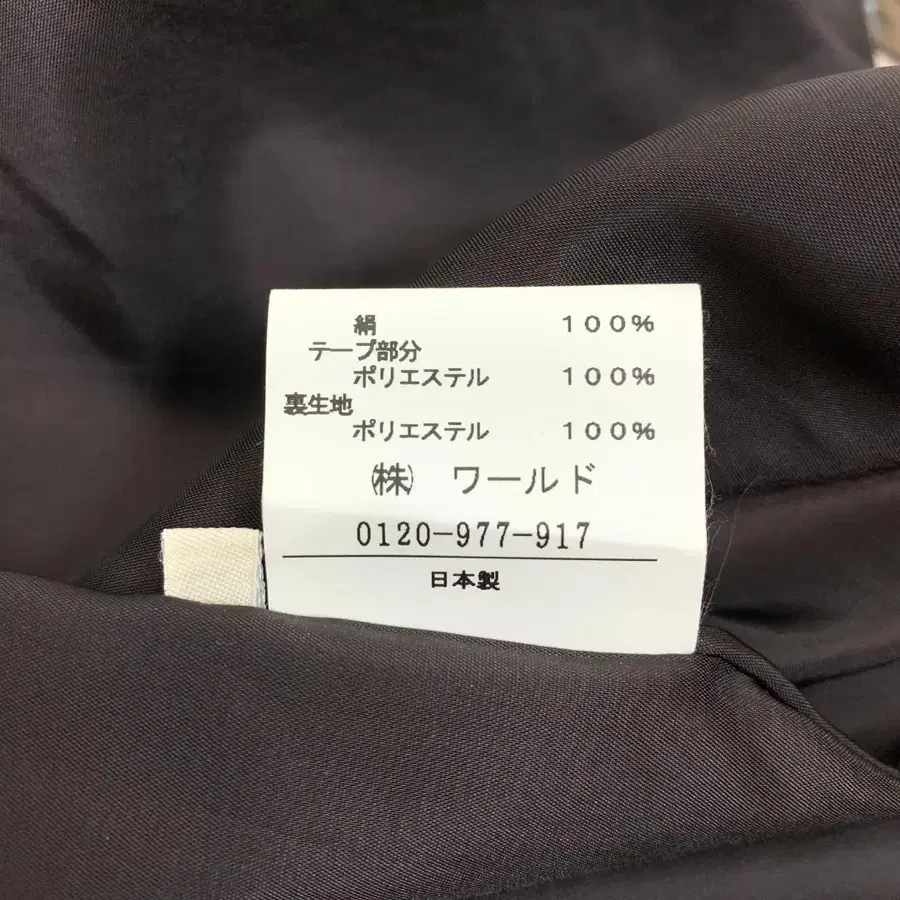 絹 100%
テープ部分
ポリエステル 100%
裏生地
ポリエステル 100%
㈱ ワールド
0120-977-917
日本製